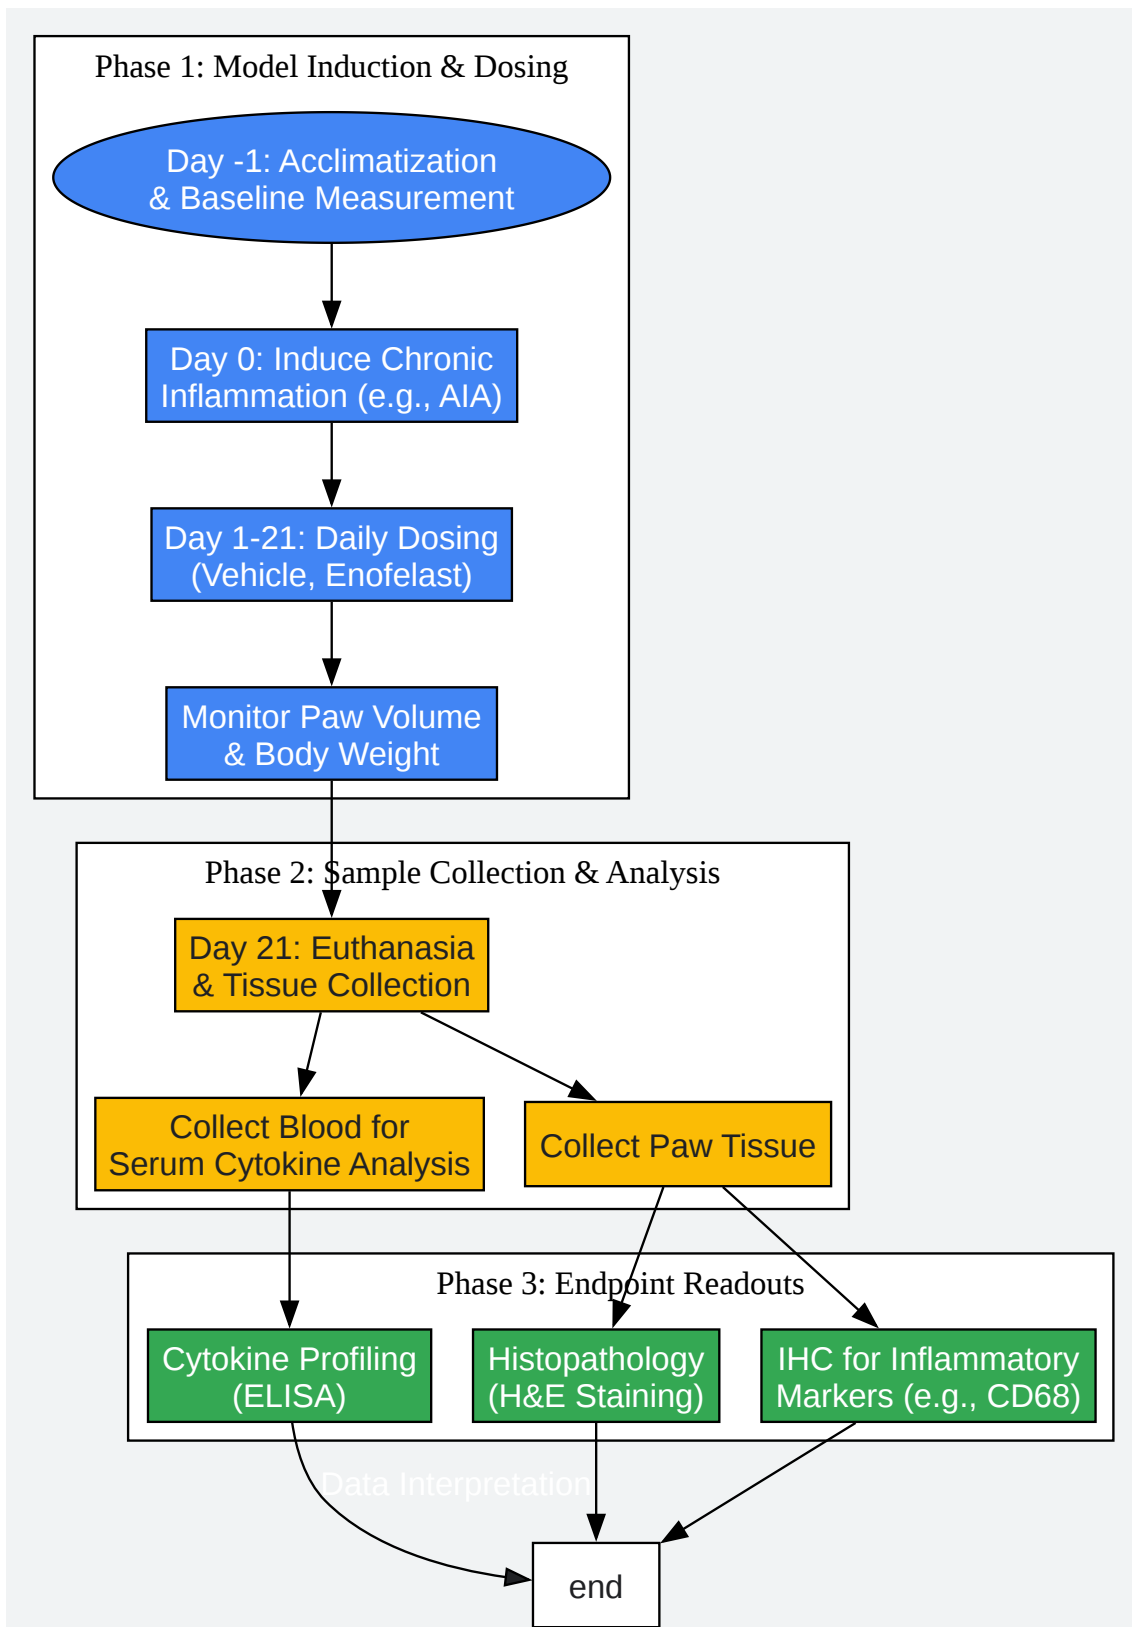 Phase 1: Model Induction & Dosing
Day -1: Acclimatization
& Baseline Measurement
Day 0: Induce Chronic
Inflammation (e.g., AIA)
Day 1-21: Daily Dosing
(Vehicle, Enofelast)
Monitor Paw Volume
& Body Weight
Phase 2: Sample Collection & Analysis
Day 21: Euthanasia
& Tissue Collection
Collect Blood for
Serum Cytokine Analysis
Collect Paw Tissue
Phase 3: Endpoint Readouts
Cytokine Profiling
(ELISA)
Histopathology
(H&E Staining)
IHC for Inflammatory
Markers (e.g., CD68)
Data Interpretation
end